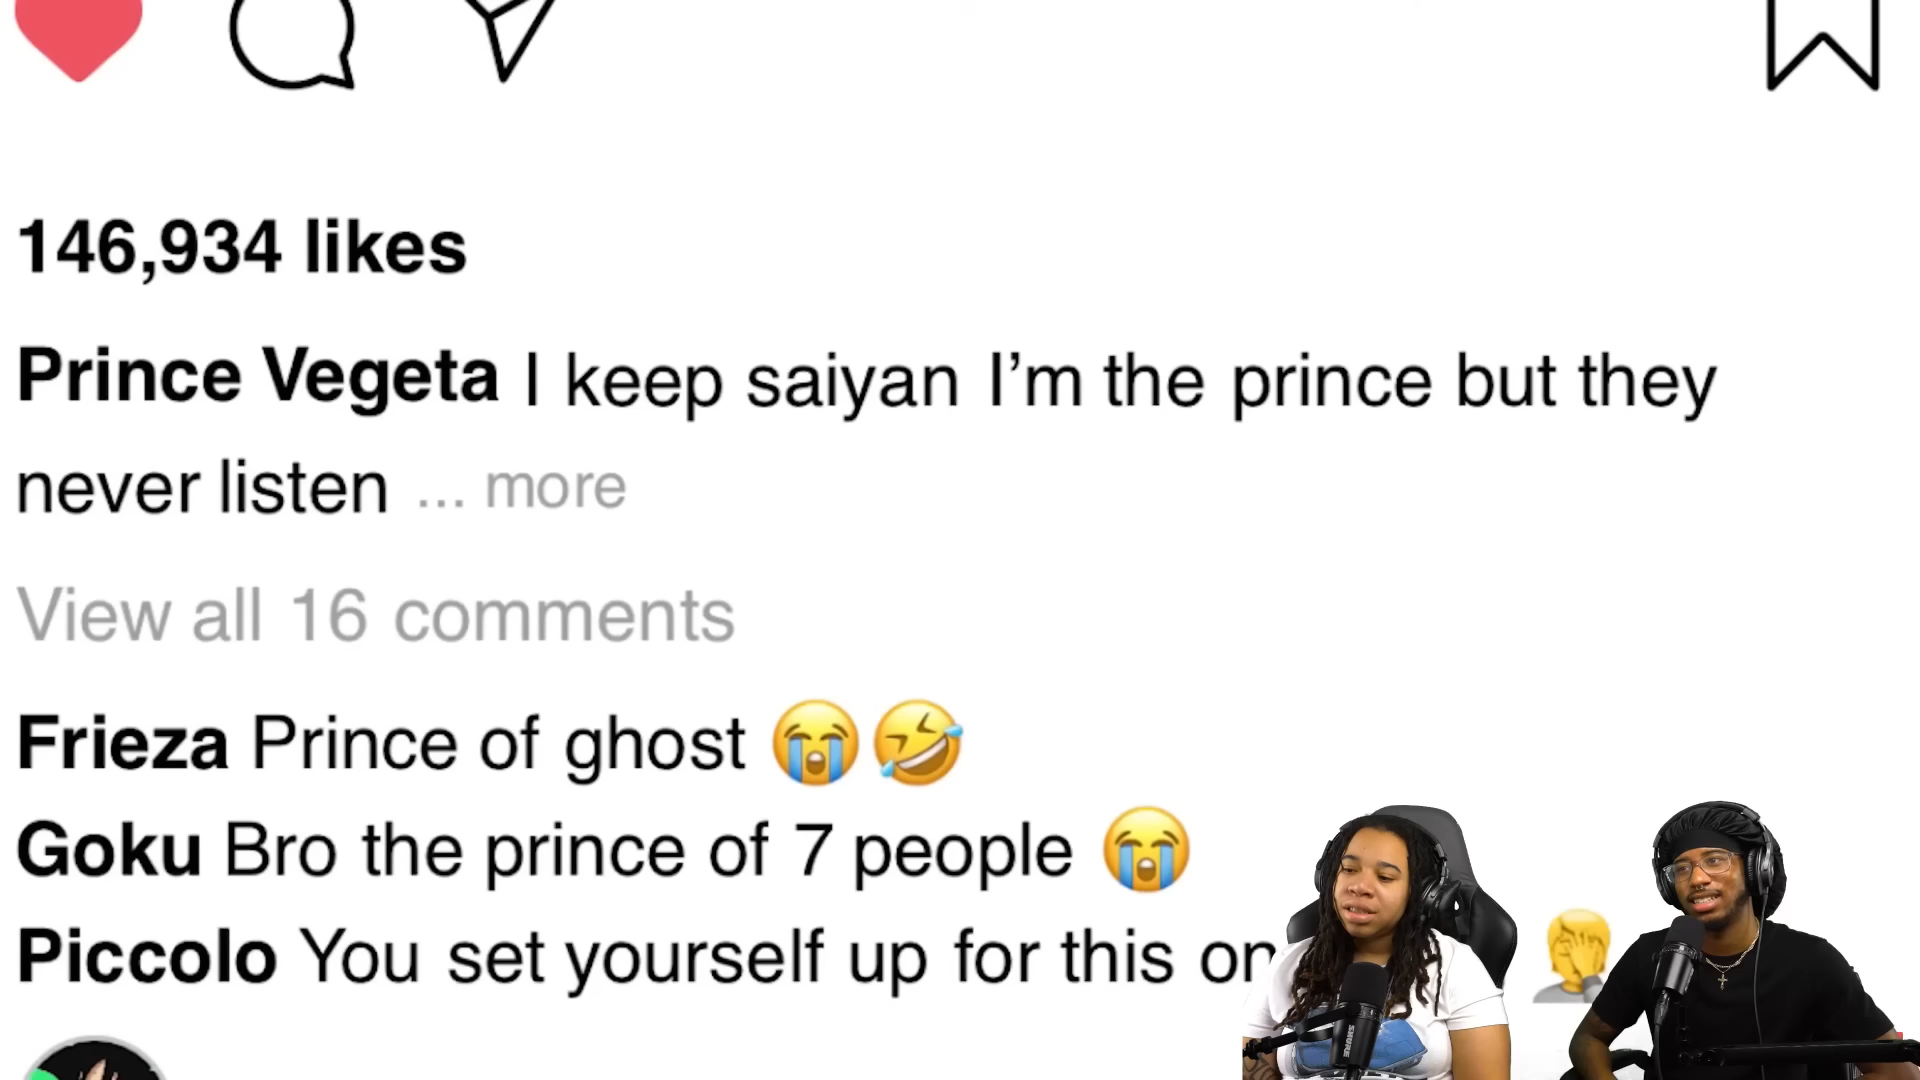 146,934 likes
Prince Vegeta I keep saiyan I'm the prince but they
never listen ... more
View all 16 comments
Frieza Prince of ghost 😭🤣
Goku Bro the prince of 7 people 😭
Piccolo You set yourself up for this 🤦
SHURE